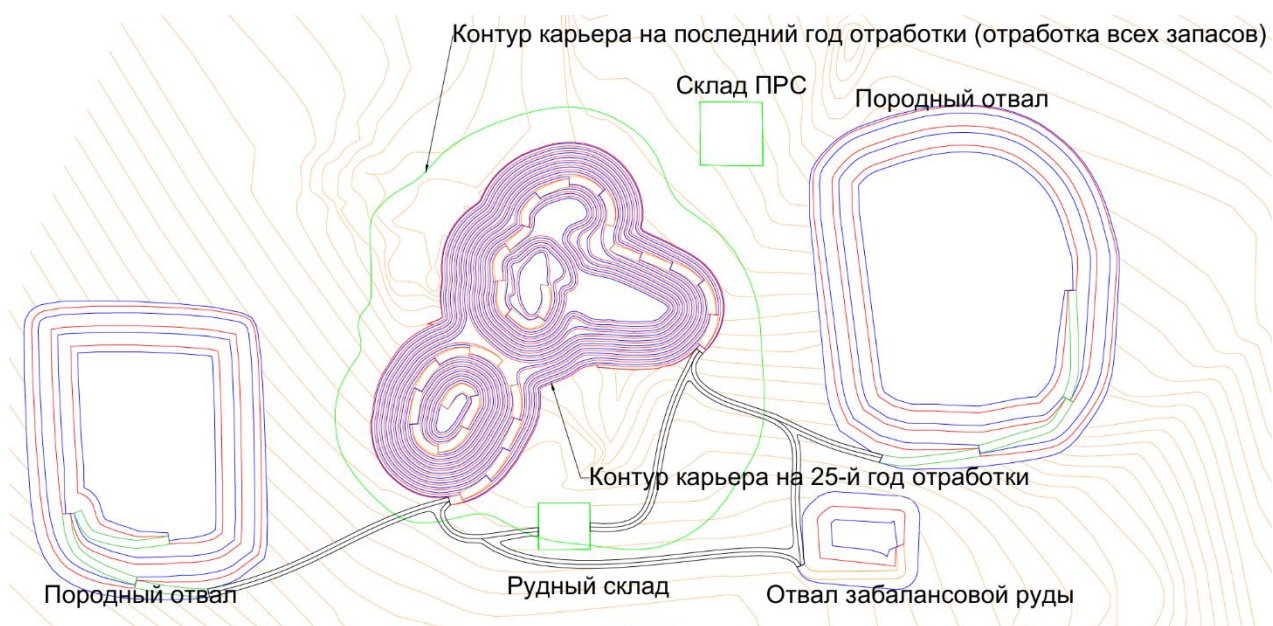 Контур карьера на последний год отработки (отработка всех запасов)
Склад ПРС
Породный отвал
Контур карьера на 25-й год отработки
Породный отвал
Рудный склад
Отвал забалансовой руды